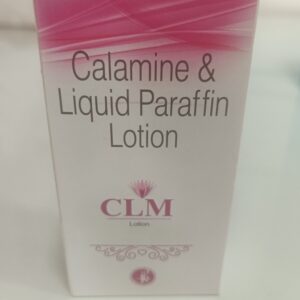 Calamine &
Liquid Paraffin
Lotion
CLM
Lotion